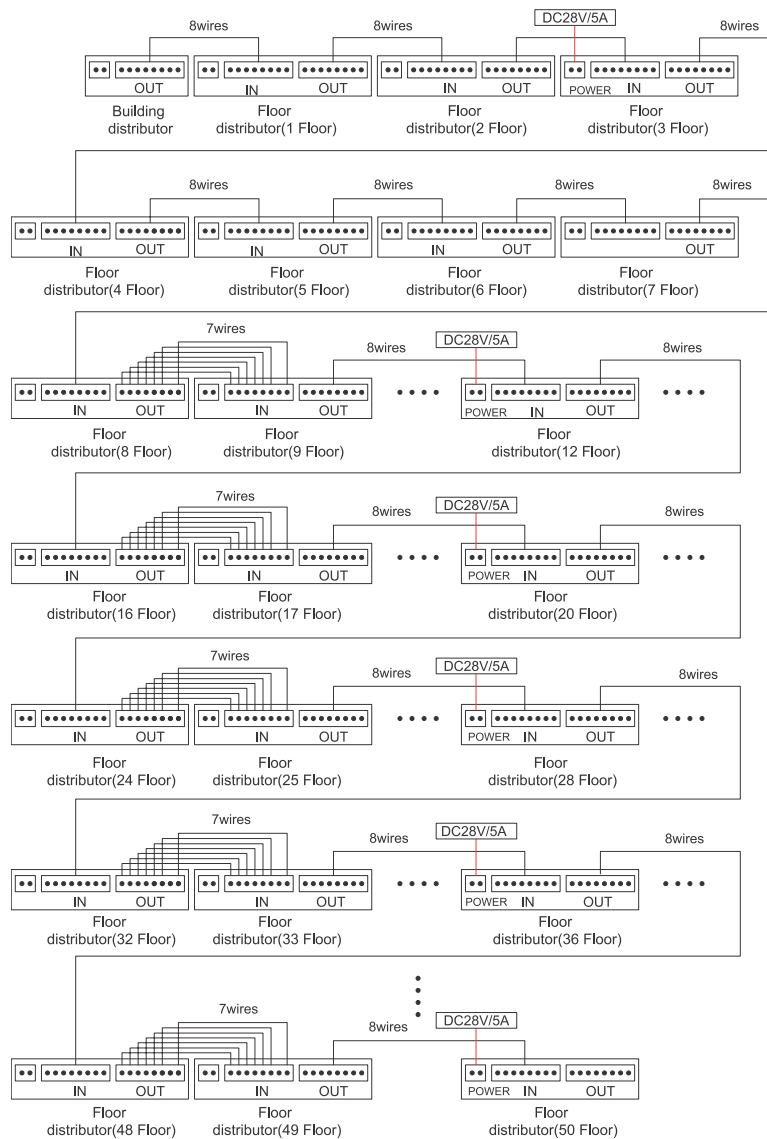 DC28V/5A
8wires 8wires 8wires
OUT IN OUT IN OUT POWER IN OUT
Building
distributor
Floor
distributor(1 Floor)
Floor
distributor(2 Floor)
Floor
distributor(3 Floor)
8wires 8wires 8wires 8wires
IN OUT IN OUT IN OUT OUT
Floor
distributor(4 Floor)
Floor
distributor(5 Floor)
Floor
distributor(6 Floor)
Floor
distributor(7 Floor)
7wires 8wires DC28V/5A 8wires
IN OUT IN OUT POWER IN OUT
Floor
distributor(8 Floor)
Floor
distributor(9 Floor)
Floor
distributor(12 Floor)
7wires 8wires DC28V/5A 8wires
IN OUT IN OUT POWER IN OUT
Floor
distributor(16 Floor)
Floor
distributor(17 Floor)
Floor
distributor(20 Floor)
7wires 8wires DC28V/5A 8wires
IN OUT IN OUT POWER IN OUT
Floor
distributor(24 Floor)
Floor
distributor(25 Floor)
Floor
distributor(28 Floor)
7wires 8wires DC28V/5A 8wires
IN OUT IN OUT POWER IN OUT
Floor
distributor(32 Floor)
Floor
distributor(33 Floor)
Floor
distributor(36 Floor)
7wires 8wires DC28V/5A
IN OUT IN OUT POWER IN OUT
Floor
distributor(48 Floor)
Floor
distributor(49 Floor)
Floor
distributor(50 Floor)